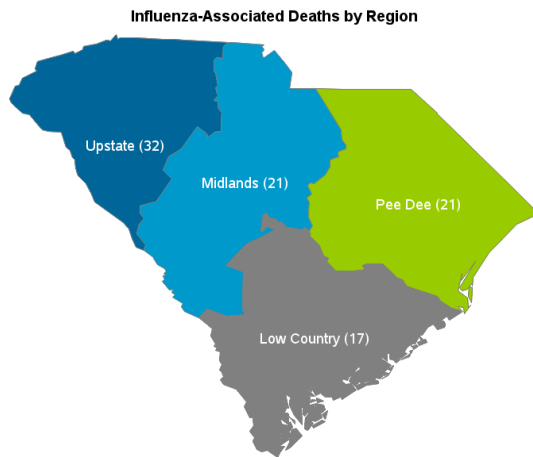 Influenza-Associated Deaths by Region
Upstate (32)
Midlands (21)
Pee Dee (21)
Low Country (17)